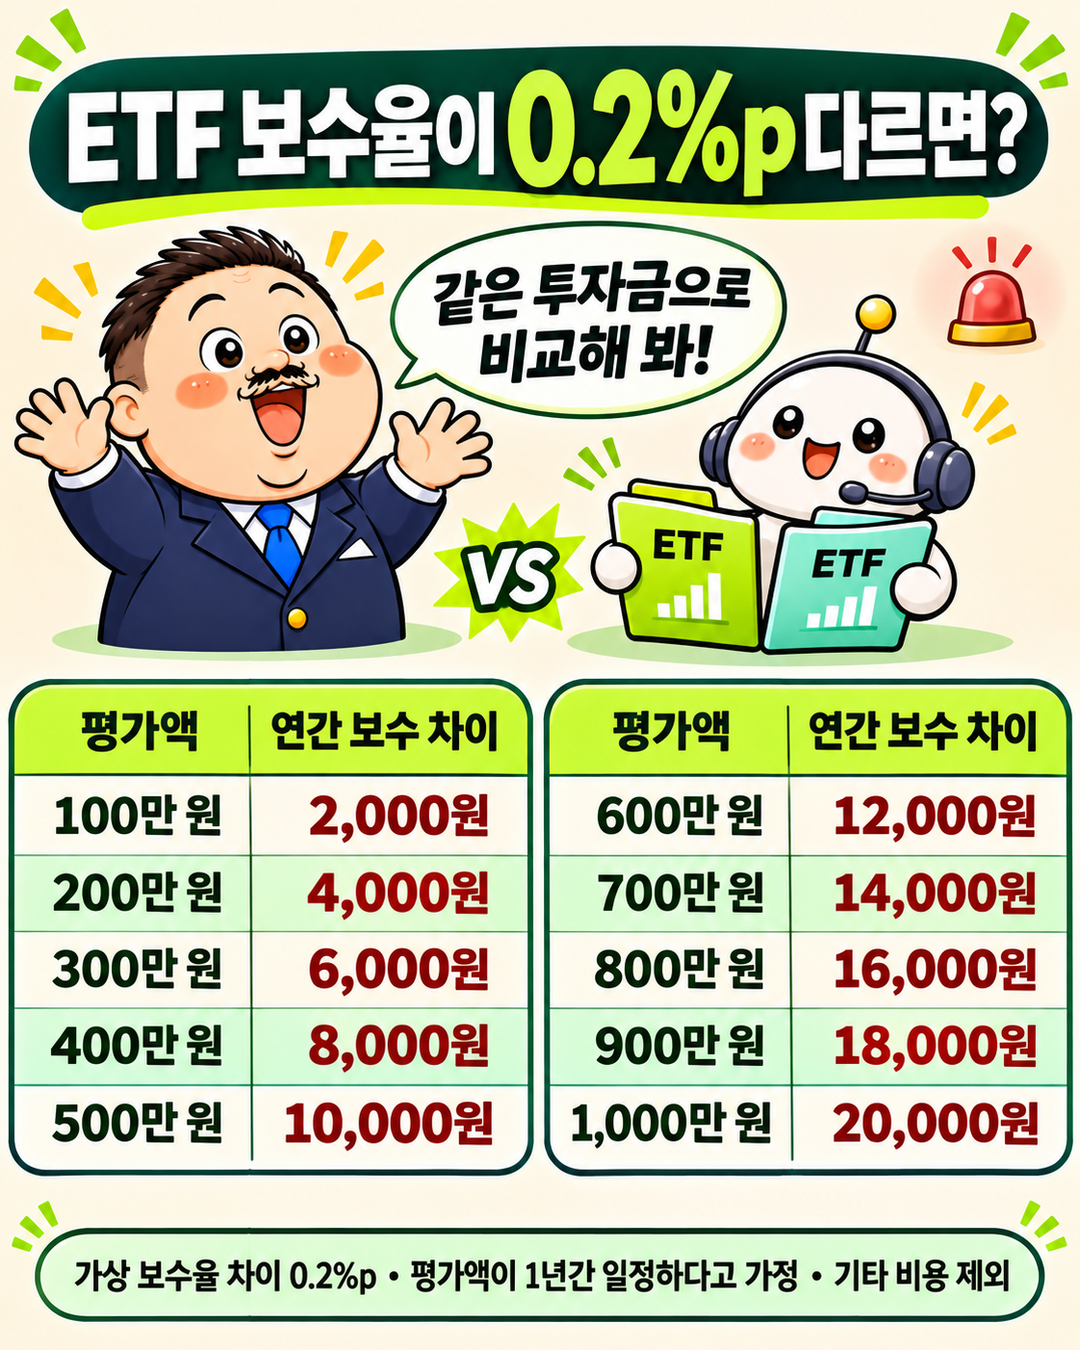 ETF 보수율이 0.2%p 다르면?
같은 투자금으로
비교해 봐!
VS
ETF
ETF
평가액 연간 보수 차이
100만 원 2,000원
200만 원 4,000원
300만 원 6,000원
400만 원 8,000원
500만 원 10,000원
평가액 연간 보수 차이
600만 원 12,000원
700만 원 14,000원
800만 원 16,000원
900만 원 18,000원
1,000만 원 20,000원
가상 보수율 차이 0.2%p • 평가액이 1년간 일정하다고 가정 • 기타 비용 제외